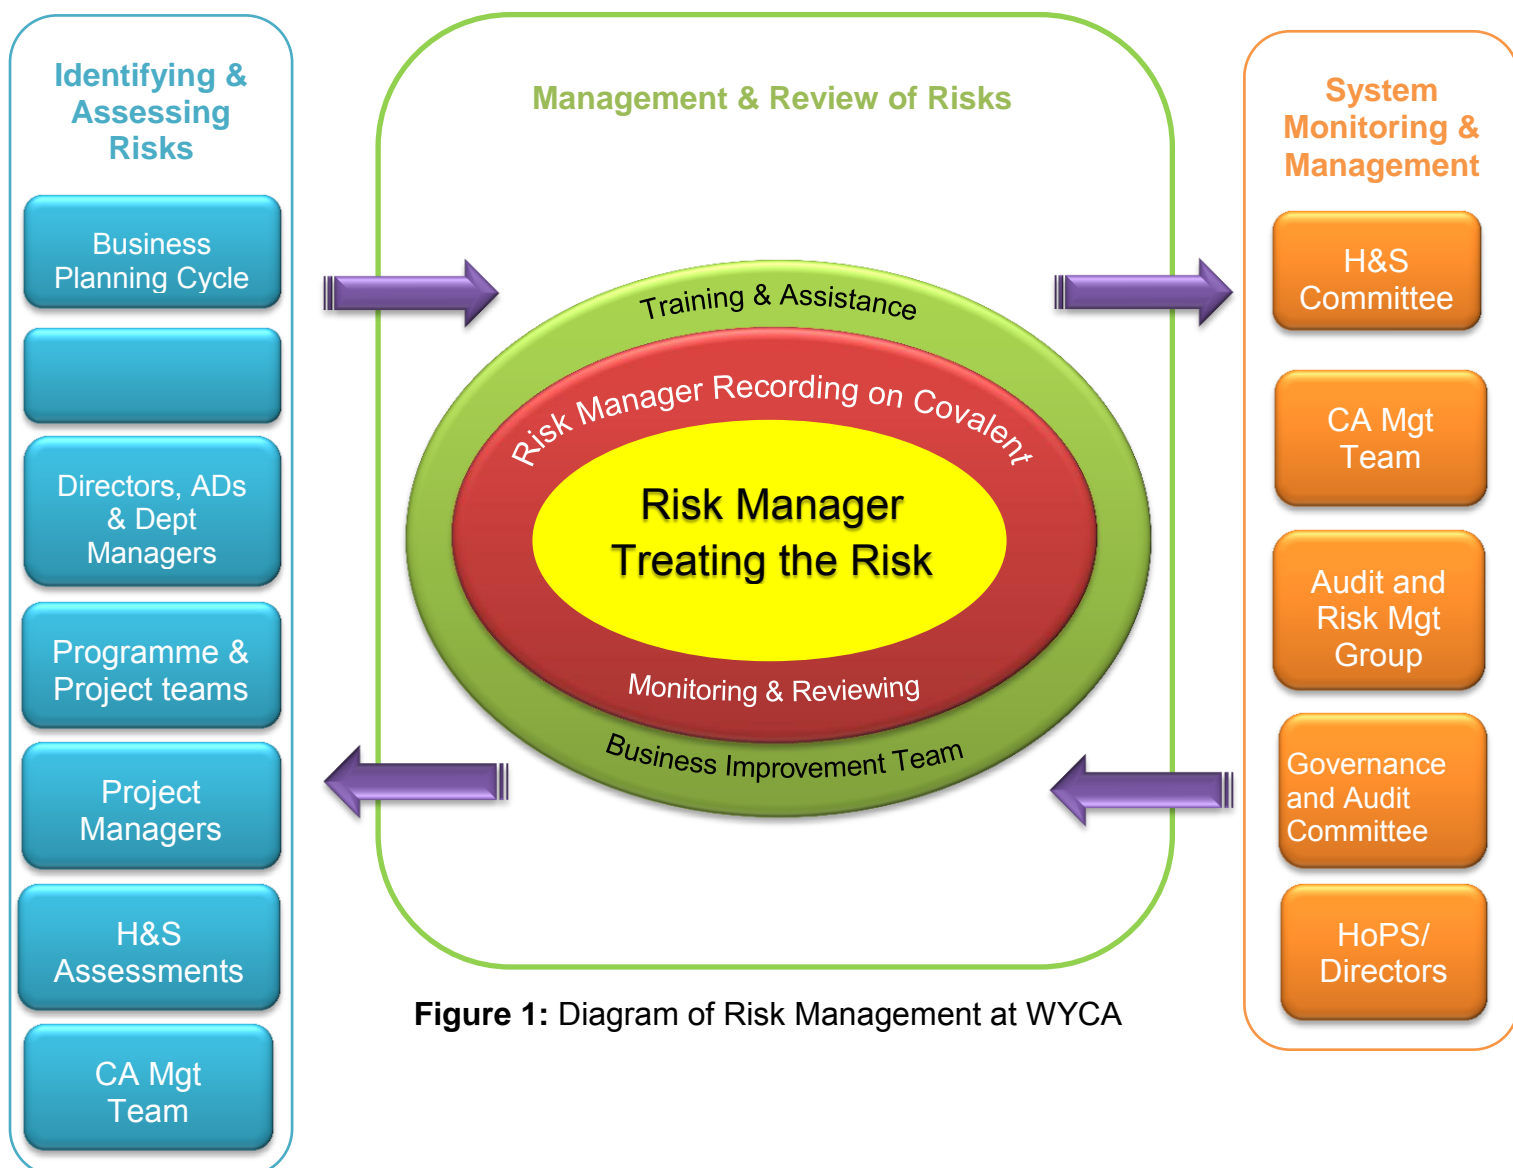 Identifying &
Assessing
Risks
Business
Planning Cycle
Directors, ADs
& Dept
Managers
Programme &
Project teams
Project
Managers
H&S
Assessments
CA Mgt
Team
Management & Review of Risks
Training & Assistance
Risk Manager Recording on Covalent
Risk Manager
Treating the Risk
Monitoring & Reviewing
Business Improvement Team
System
Monitoring &
Management
H&S
Committee
CA Mgt
Team
Audit and
Risk Mgt
Group
Governance
and Audit
Committee
HoPS/
Directors
Figure 1: Diagram of Risk Management at WYCA